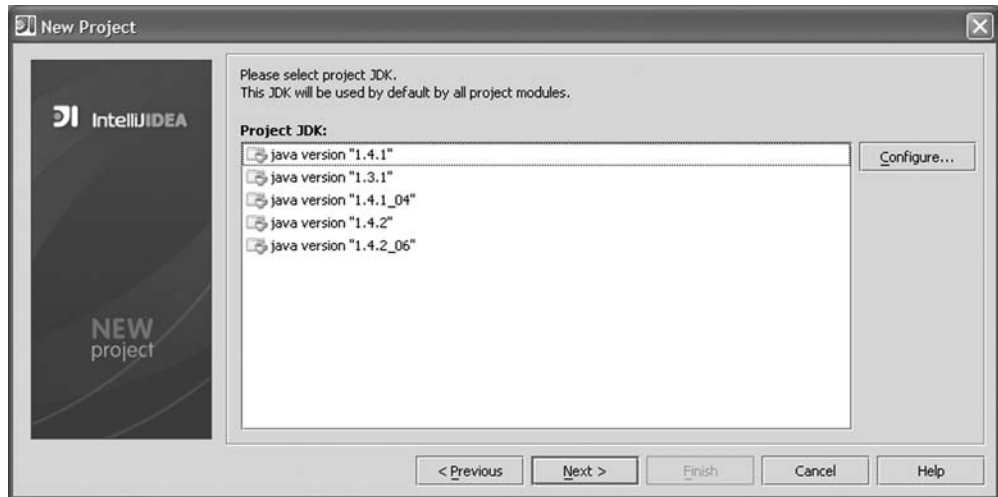 New Project
IntelliJIDEA
NEW
project
Please select project JDK.
This JDK will be used by default by all project modules.
Project JDK:
java version "1.4.1"
java version "1.3.1"
java version "1.4.1_04"
java version "1.4.2"
java version "1.4.2_06"
Configure...
< Previous
Next >
Finish
Cancel
Help